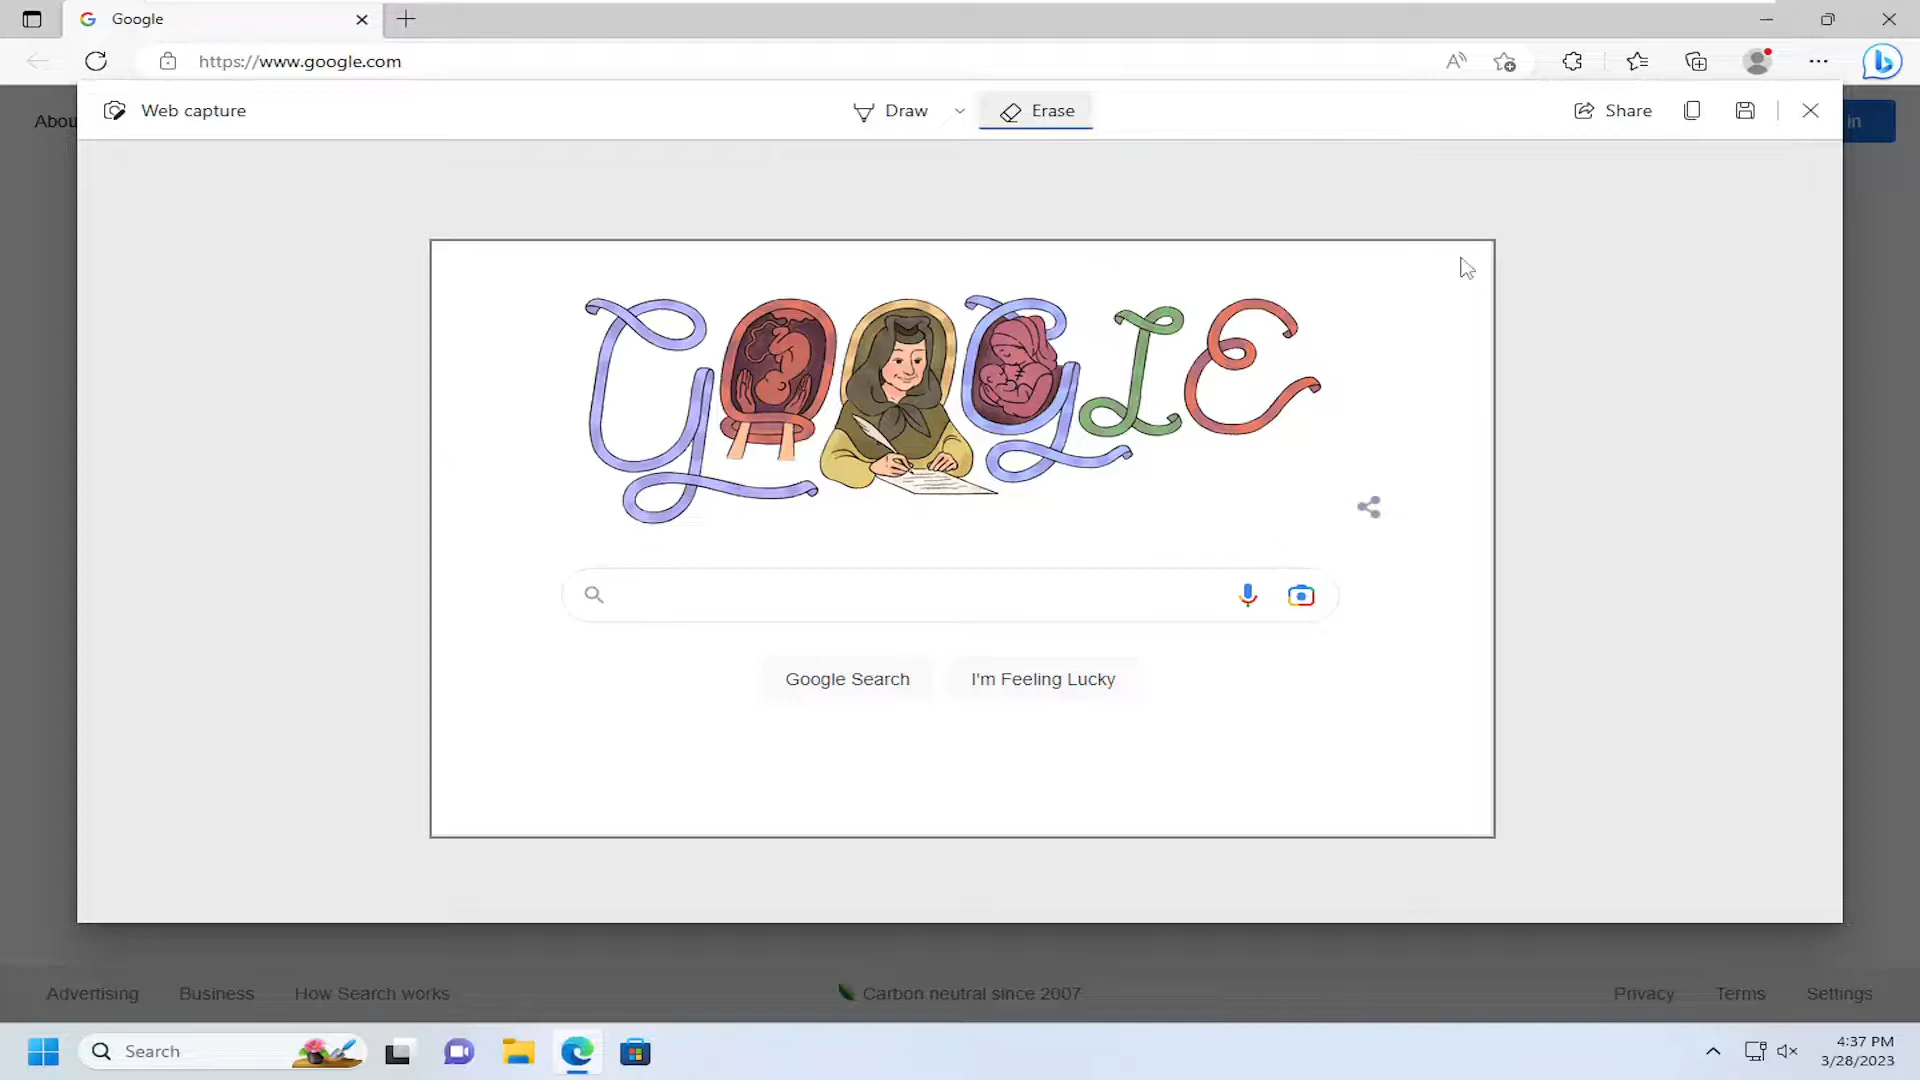 Google
https://www.google.com
Abou
in
Web capture
Draw
Erase
Share
GOOGLE
Google Search
I'm Feeling Lucky
Advertising
Business
How Search works
Carbon neutral since 2007
Privacy
Terms
Settings
Search
4:37 PM
3/28/2023